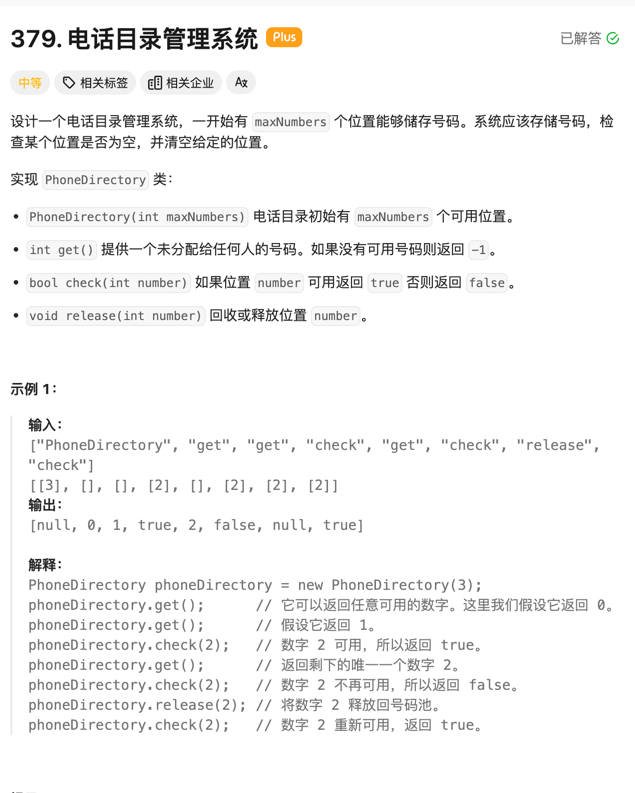 379. 电话目录管理系统 Plus
已解答
中等 相关标签 相关企业
设计一个电话目录管理系统，一开始有 maxNumbers 个位置能够储存号码。系统应该存储号码，检
查某个位置是否为空，并清空给定的位置。
实现 PhoneDirectory 类：
• PhoneDirectory(int maxNumbers) 电话目录初始有 maxNumbers 个可用位置。
• int get() 提供一个未分配给任何人的号码。如果没有可用号码则返回 -1 。
• bool check(int number) 如果位置 number 可用返回 true 否则返回 false 。
• void release(int number) 回收或释放位置 number 。
示例 1：
输入：
["PhoneDirectory", "get", "get", "check", "get", "check", "release",
"check"]
[[3], [], [], [2], [], [2], [2], [2]]
输出：
[null, 0, 1, true, 2, false, null, true]
解释：
PhoneDirectory phoneDirectory = new PhoneDirectory(3);
phoneDirectory.get();      // 它可以返回任意可用的数字。这里我们假设它返回 0。
phoneDirectory.get();      // 假设它返回 1。
phoneDirectory.check(2);   // 数字 2 可用，所以返回 true。
phoneDirectory.get();      // 返回剩下的唯一一个数字 2。
phoneDirectory.check(2);   // 数字 2 不再可用，所以返回 false。
phoneDirectory.release(2); // 将数字 2 释放回号码池。
phoneDirectory.check(2);   // 数字 2 重新可用，返回 true。